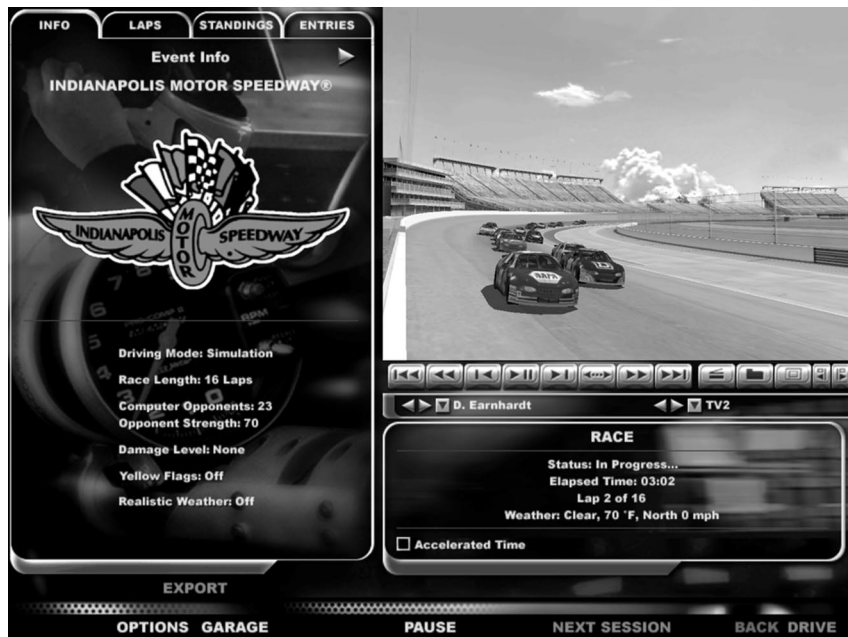 INFO
LAPS
STANDINGS
ENTRIES
Event Info
INDIANAPOLIS MOTOR SPEEDWAY®
INDIANAPOLIS
MOTOR
SPEEDWAY
Driving Mode: Simulation
Race Length: 16 Laps
Computer Opponents: 23
Opponent Strength: 70
Damage Level: None
Yellow Flags: Off
Realistic Weather: Off
EXPORT
NAPA
D. Earnhardt
TV2
RACE
Status: In Progress...
Elapsed Time: 03:02
Lap 2 of 16
Weather: Clear, 70 °F, North 0 mph
Accelerated Time
OPTIONS GARAGE PAUSE NEXT SESSION BACK DRIVE